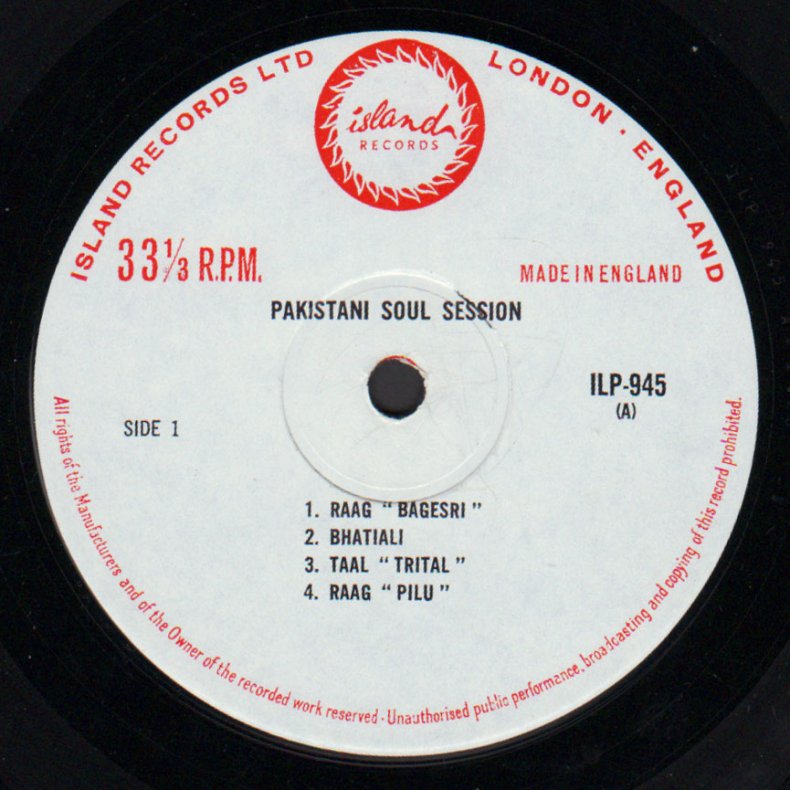 ISLAND RECORDS LTD
LONDON · ENGLAND
island
RECORDS
33⅓ R.P.M.
MADE IN ENGLAND
PAKISTANI SOUL SESSION
ILP-945
(A)
SIDE 1
1. RAAG "BAGESRI"
2. BHATIALI
3. TAAL "TRITAL"
4. RAAG "PILU"
All rights of the Manufacturers and of the Owner of the recorded work reserved · Unauthorised public performance, broadcasting and copying of this record prohibited.